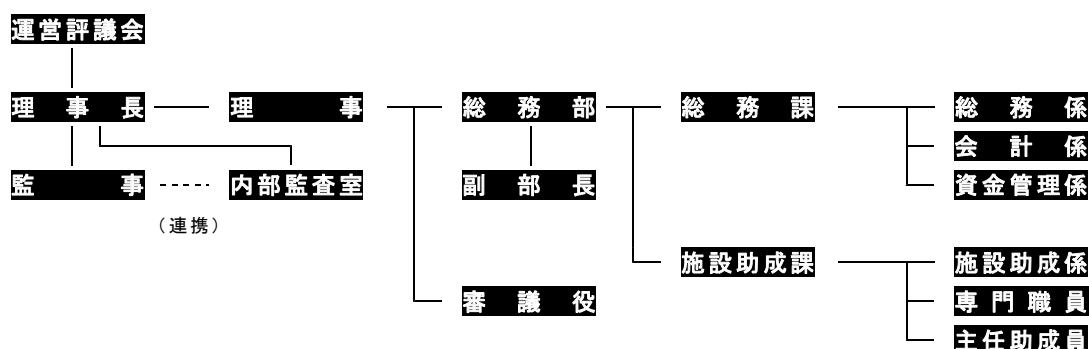 運営評議会
理事長
理事
総務部
総務課
総務係
会計係
監事
内部監査室
副部長
資金管理係
（連携）
施設助成課
施設助成係
審議役
専門職員
主任助成員